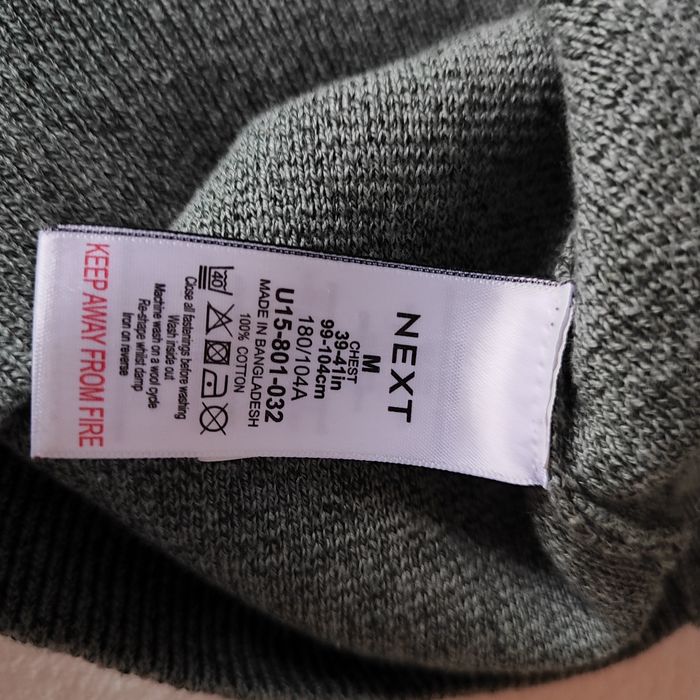 NEXT
M
CHEST
39-41in
99-104cm
180/104A
U15-801-032
MADE IN BANGLADESH
100% COTTON
40
Close all fastenings before washing
Wash inside out
Machine wash on a wool cycle
Re-shape whilst damp
Iron on reverse
KEEP AWAY FROM FIRE